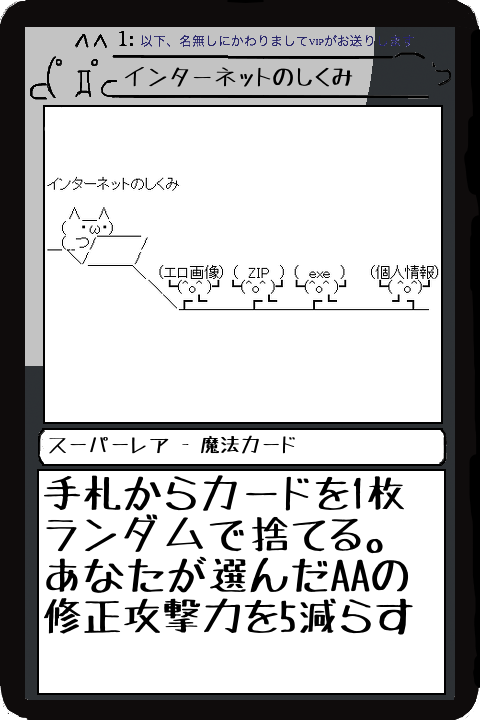 1: 以下、名無しにかわりましてVIPがお送り
インターネットのしくみ
インターネットのしくみ
(エロ画像) ( ZIP ) ( exe ) (個人情報)
スーパーレア - 魔法カード
手札からカードを1枚
ランダムで捨てる。
あなたが選んだAAの
修正攻撃力を5減らす